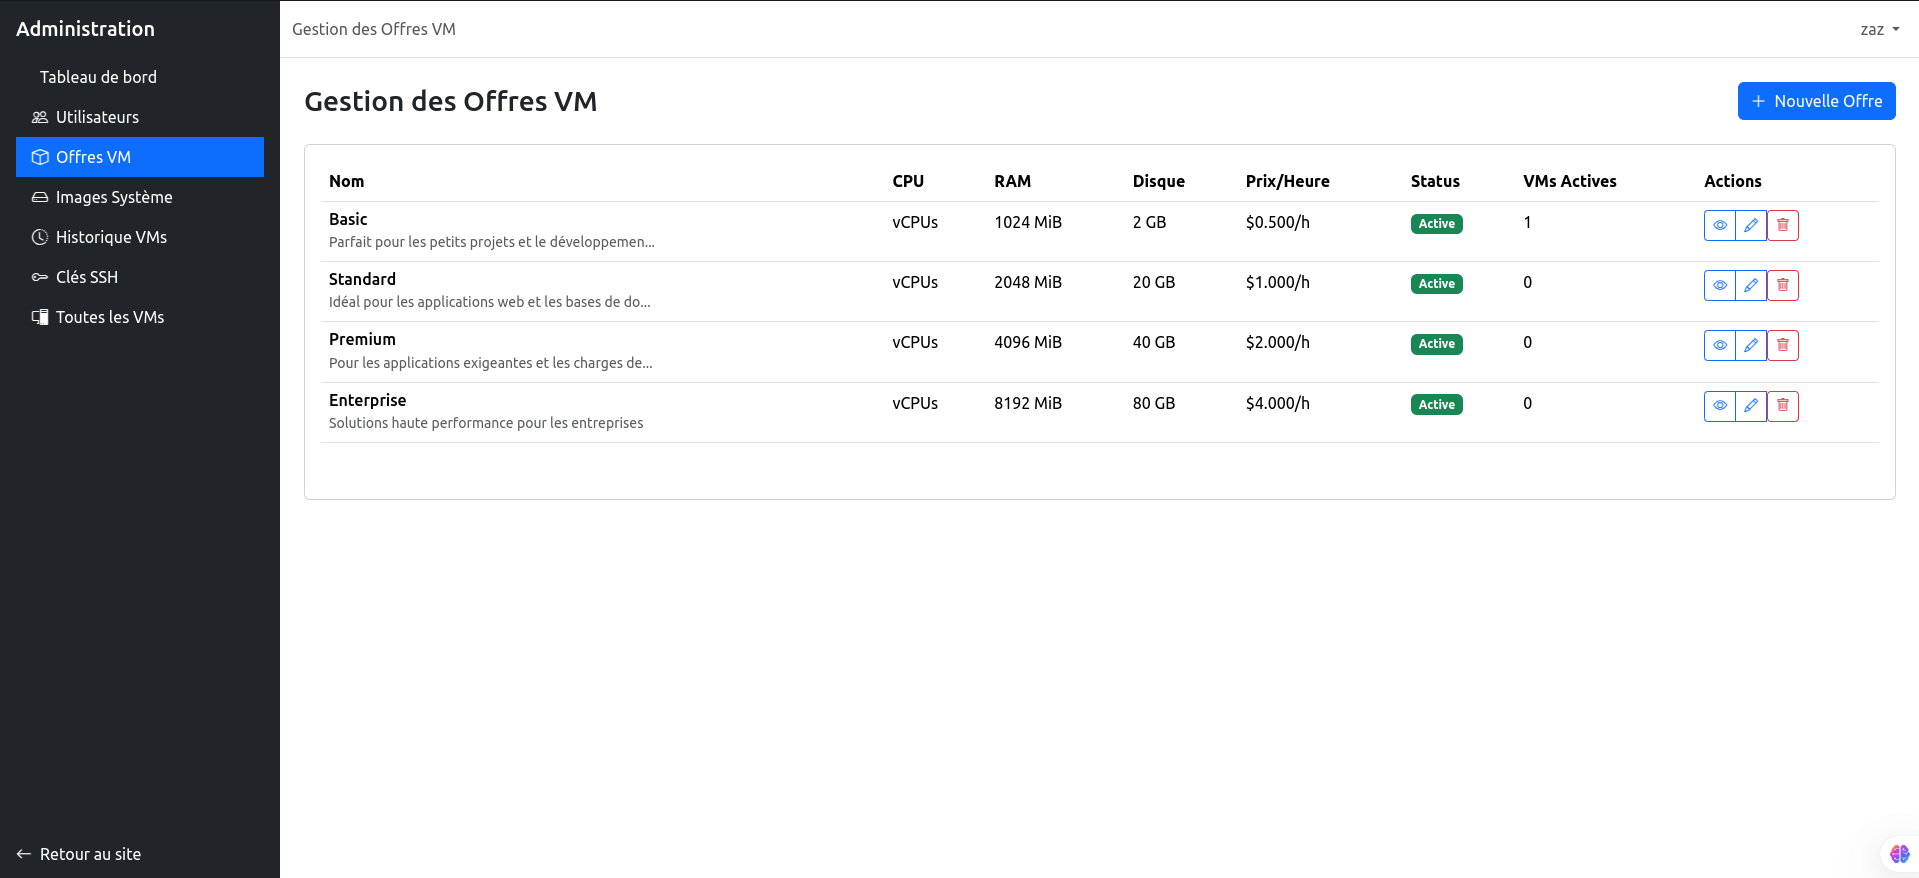 Administration
Tableau de bord
Utilisateurs
Offres VM
Images Système
Historique VMs
Clés SSH
Toutes les VMs
Retour au site
Gestion des Offres VM
zaz
Gestion des Offres VM
Nouvelle Offre
Nom CPU RAM Disque Prix/Heure Status VMs Actives Actions
Basic vCPUs 1024 MiB 2 GB $0.500/h Active 1
Parfait pour les petits projets et le développemen...
Standard vCPUs 2048 MiB 20 GB $1.000/h Active 0
Idéal pour les applications web et les bases de do...
Premium vCPUs 4096 MiB 40 GB $2.000/h Active 0
Pour les applications exigeantes et les charges de...
Enterprise vCPUs 8192 MiB 80 GB $4.000/h Active 0
Solutions haute performance pour les entreprises